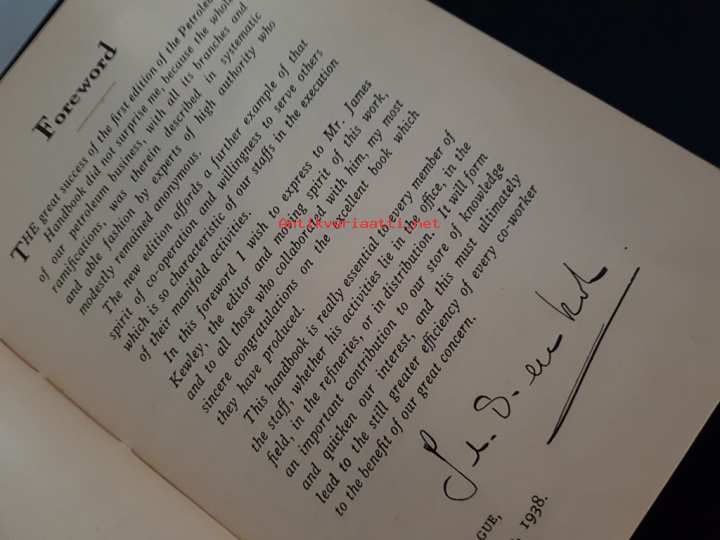 Foreword
THE great success of the first edition of the Petroleu
Handbook did not surprise me, because the whol
of our petroleum business, with all its branches and
ramifications, was therein described in systematic
and able fashion by experts of high authority who
modestly remained anonymous.
The new edition affords a further example of that
spirit of co-operation and willingness to serve others
which is so characteristic of our staffs in the execution
of their manifold activities.
In this foreword I wish to express to Mr. James
Kewley, the editor and moving spirit of this work,
and to all those who collaborated with him, my most
sincere congratulations on the excellent book which
they have produced.
This handbook is really essential for every member of
the staff, whether his activities lie in the office, in the
field, in the refineries, or in distribution. It will form
an important contribution to our store of knowledge
and quicken our interest, and this must ultimately
lead to the still greater efficiency of every co-worker
to the benefit of our great concern.
GUE,
1938.
Antikvariaatti.net